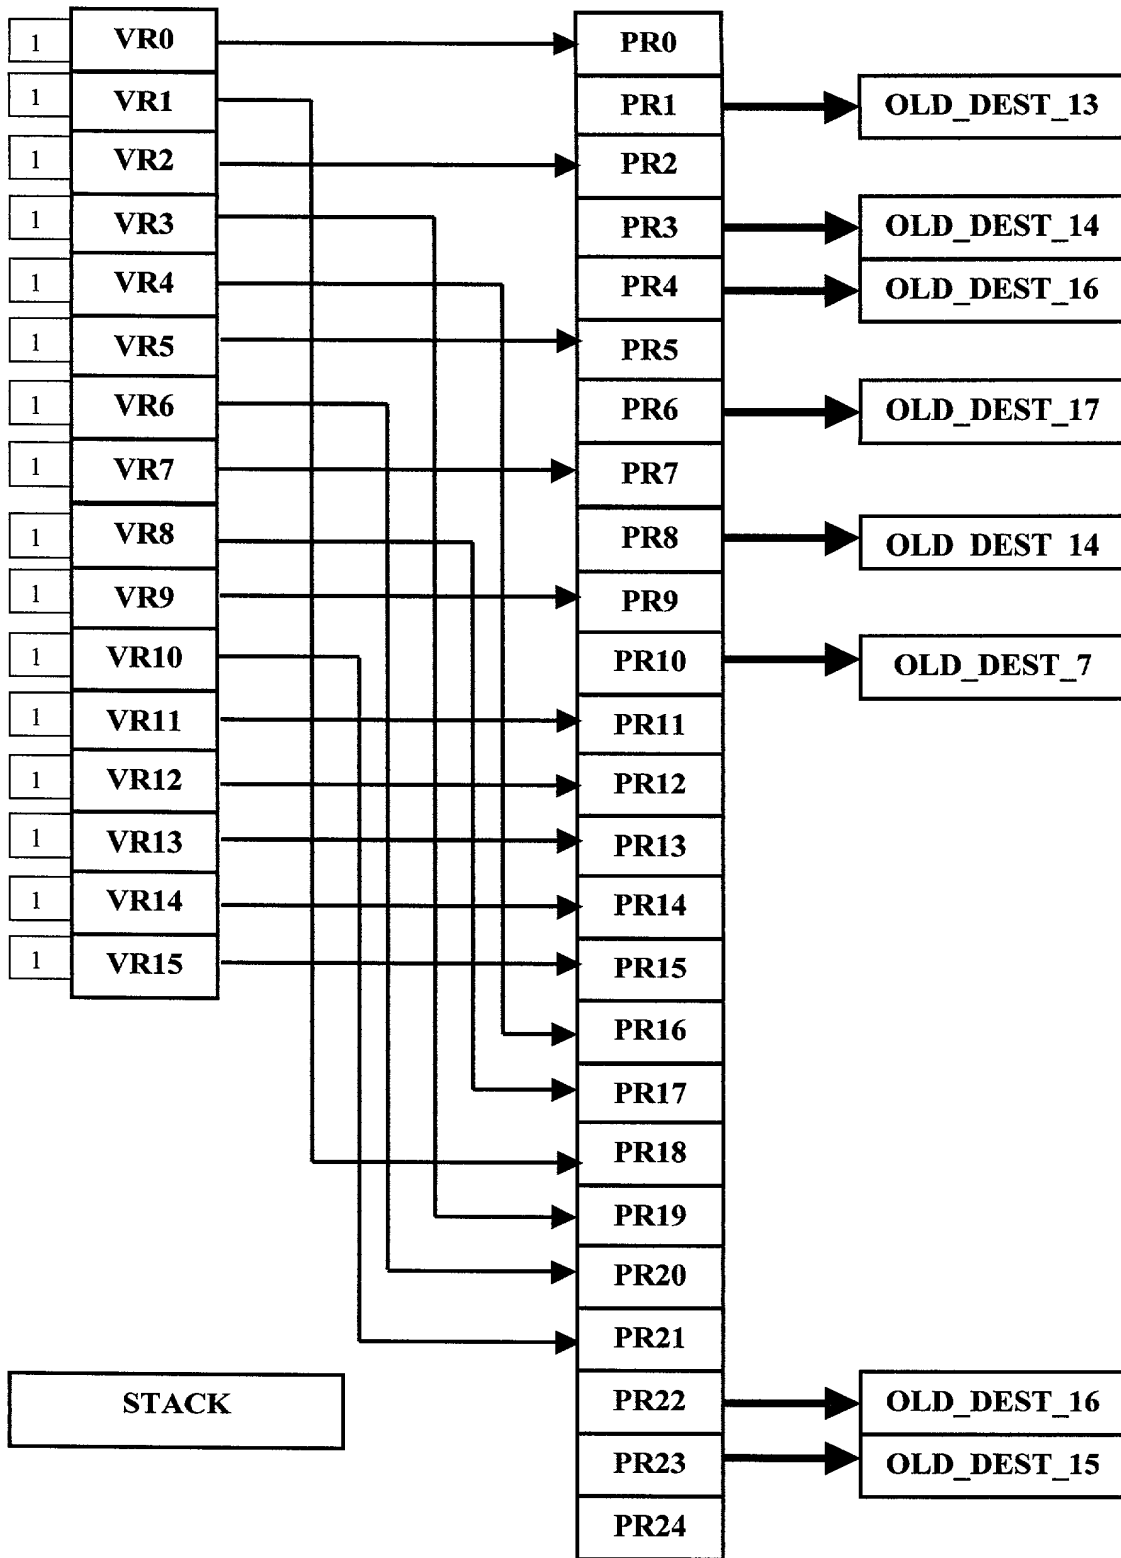 1 VR0 PR0
1 VR1 PR1 OLD_DEST_13
1 VR2 PR2
1 VR3 PR3 OLD_DEST_14
1 VR4 PR4 OLD_DEST_16
1 VR5 PR5
1 VR6 PR6 OLD_DEST_17
1 VR7 PR7
1 VR8 PR8 OLD DEST 14
1 VR9 PR9
1 VR10 PR10 OLD_DEST_7
1 VR11 PR11
1 VR12 PR12
1 VR13 PR13
1 VR14 PR14
1 VR15 PR15
PR16
PR17
PR18
PR19
PR20
PR21
STACK PR22 OLD_DEST_16
PR23 OLD_DEST_15
PR24